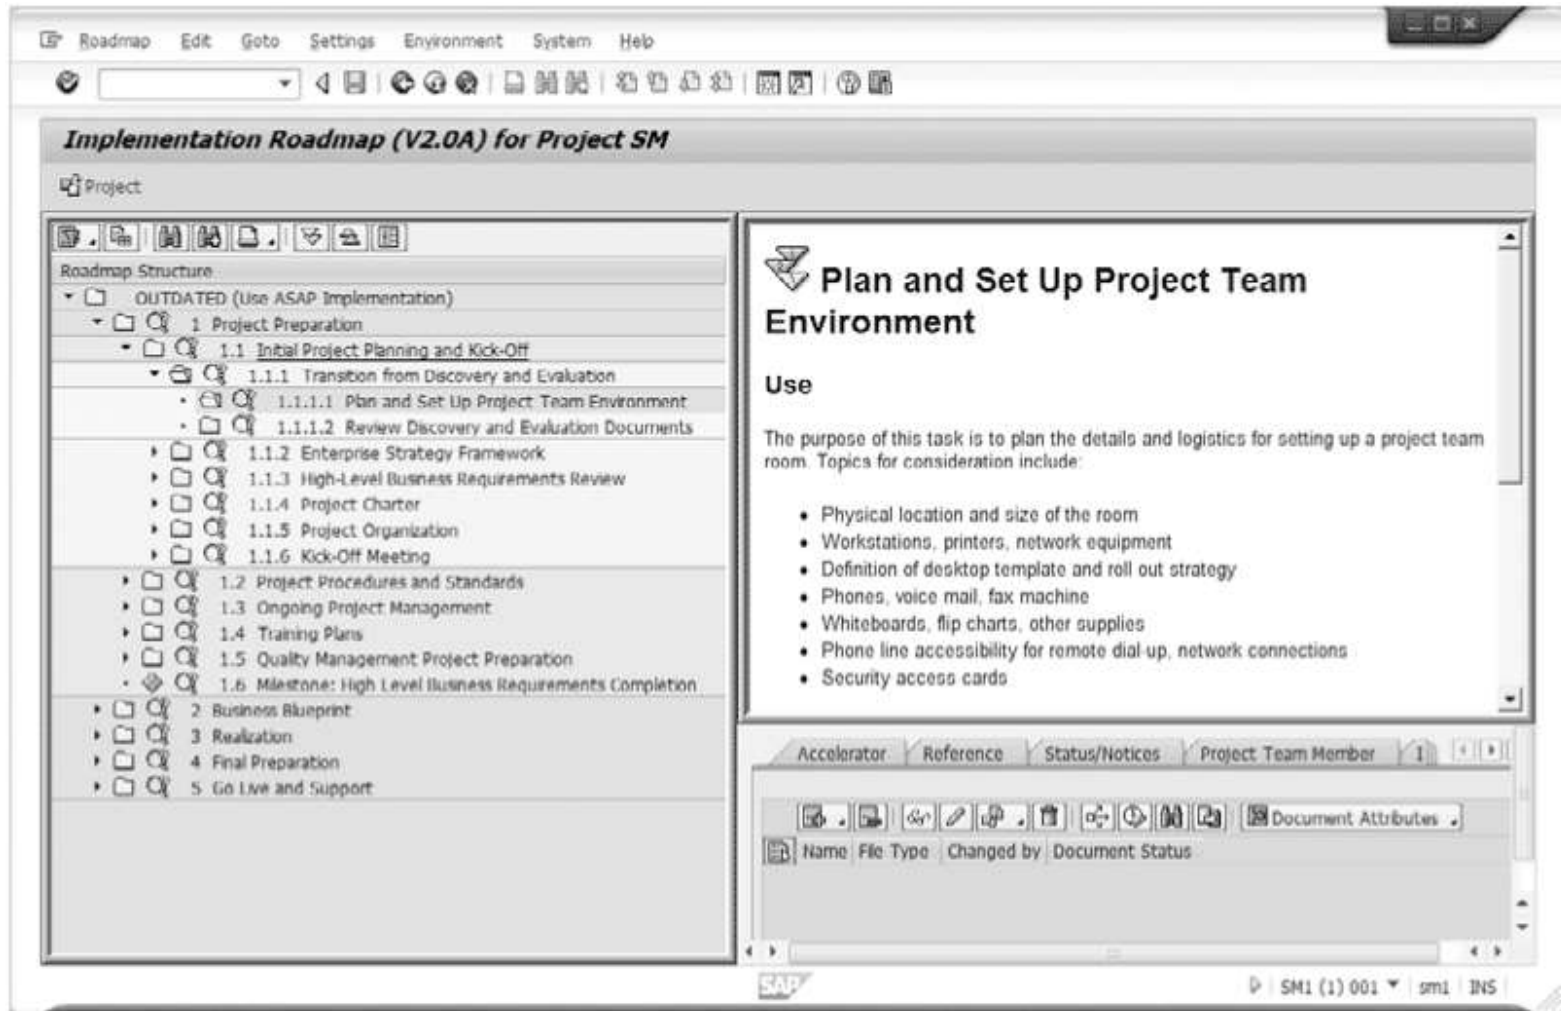 Roadmap Edit Goto Settings Environment System Help
Implementation Roadmap (V2.0A) for Project SM
Project
Roadmap Structure
OUTDATED (Use ASAP Implementation)
1 Project Preparation
1.1 Initial Project Planning and Kick-Off
1.1.1 Transition from Discovery and Evaluation
1.1.1.1 Plan and Set Up Project Team Environment
1.1.1.2 Review Discovery and Evaluation Documents
1.1.2 Enterprise Strategy Framework
1.1.3 High-Level Business Requirements Review
1.1.4 Project Charter
1.1.5 Project Organization
1.1.6 Kick-Off Meeting
1.2 Project Procedures and Standards
1.3 Ongoing Project Management
1.4 Training Plans
1.5 Quality Management Project Preparation
1.6 Milestone: High Level Business Requirements Completion
2 Business Blueprint
3 Realization
4 Final Preparation
5 Go Live and Support
Plan and Set Up Project Team
Environment
Use
The purpose of this task is to plan the details and logistics for setting up a project team
room. Topics for consideration include:
• Physical location and size of the room
• Workstations, printers, network equipment
• Definition of desktop template and roll out strategy
• Phones, voice mail, fax machine
• Whiteboards, flip charts, other supplies
• Phone line accessibility for remote dial-up, network connections
• Security access cards
Accelerator Reference Status/Notices Project Team Member
Document Attributes
Name File Type Changed by Document Status
SAP
SM1 (1) 001 sm1 INS